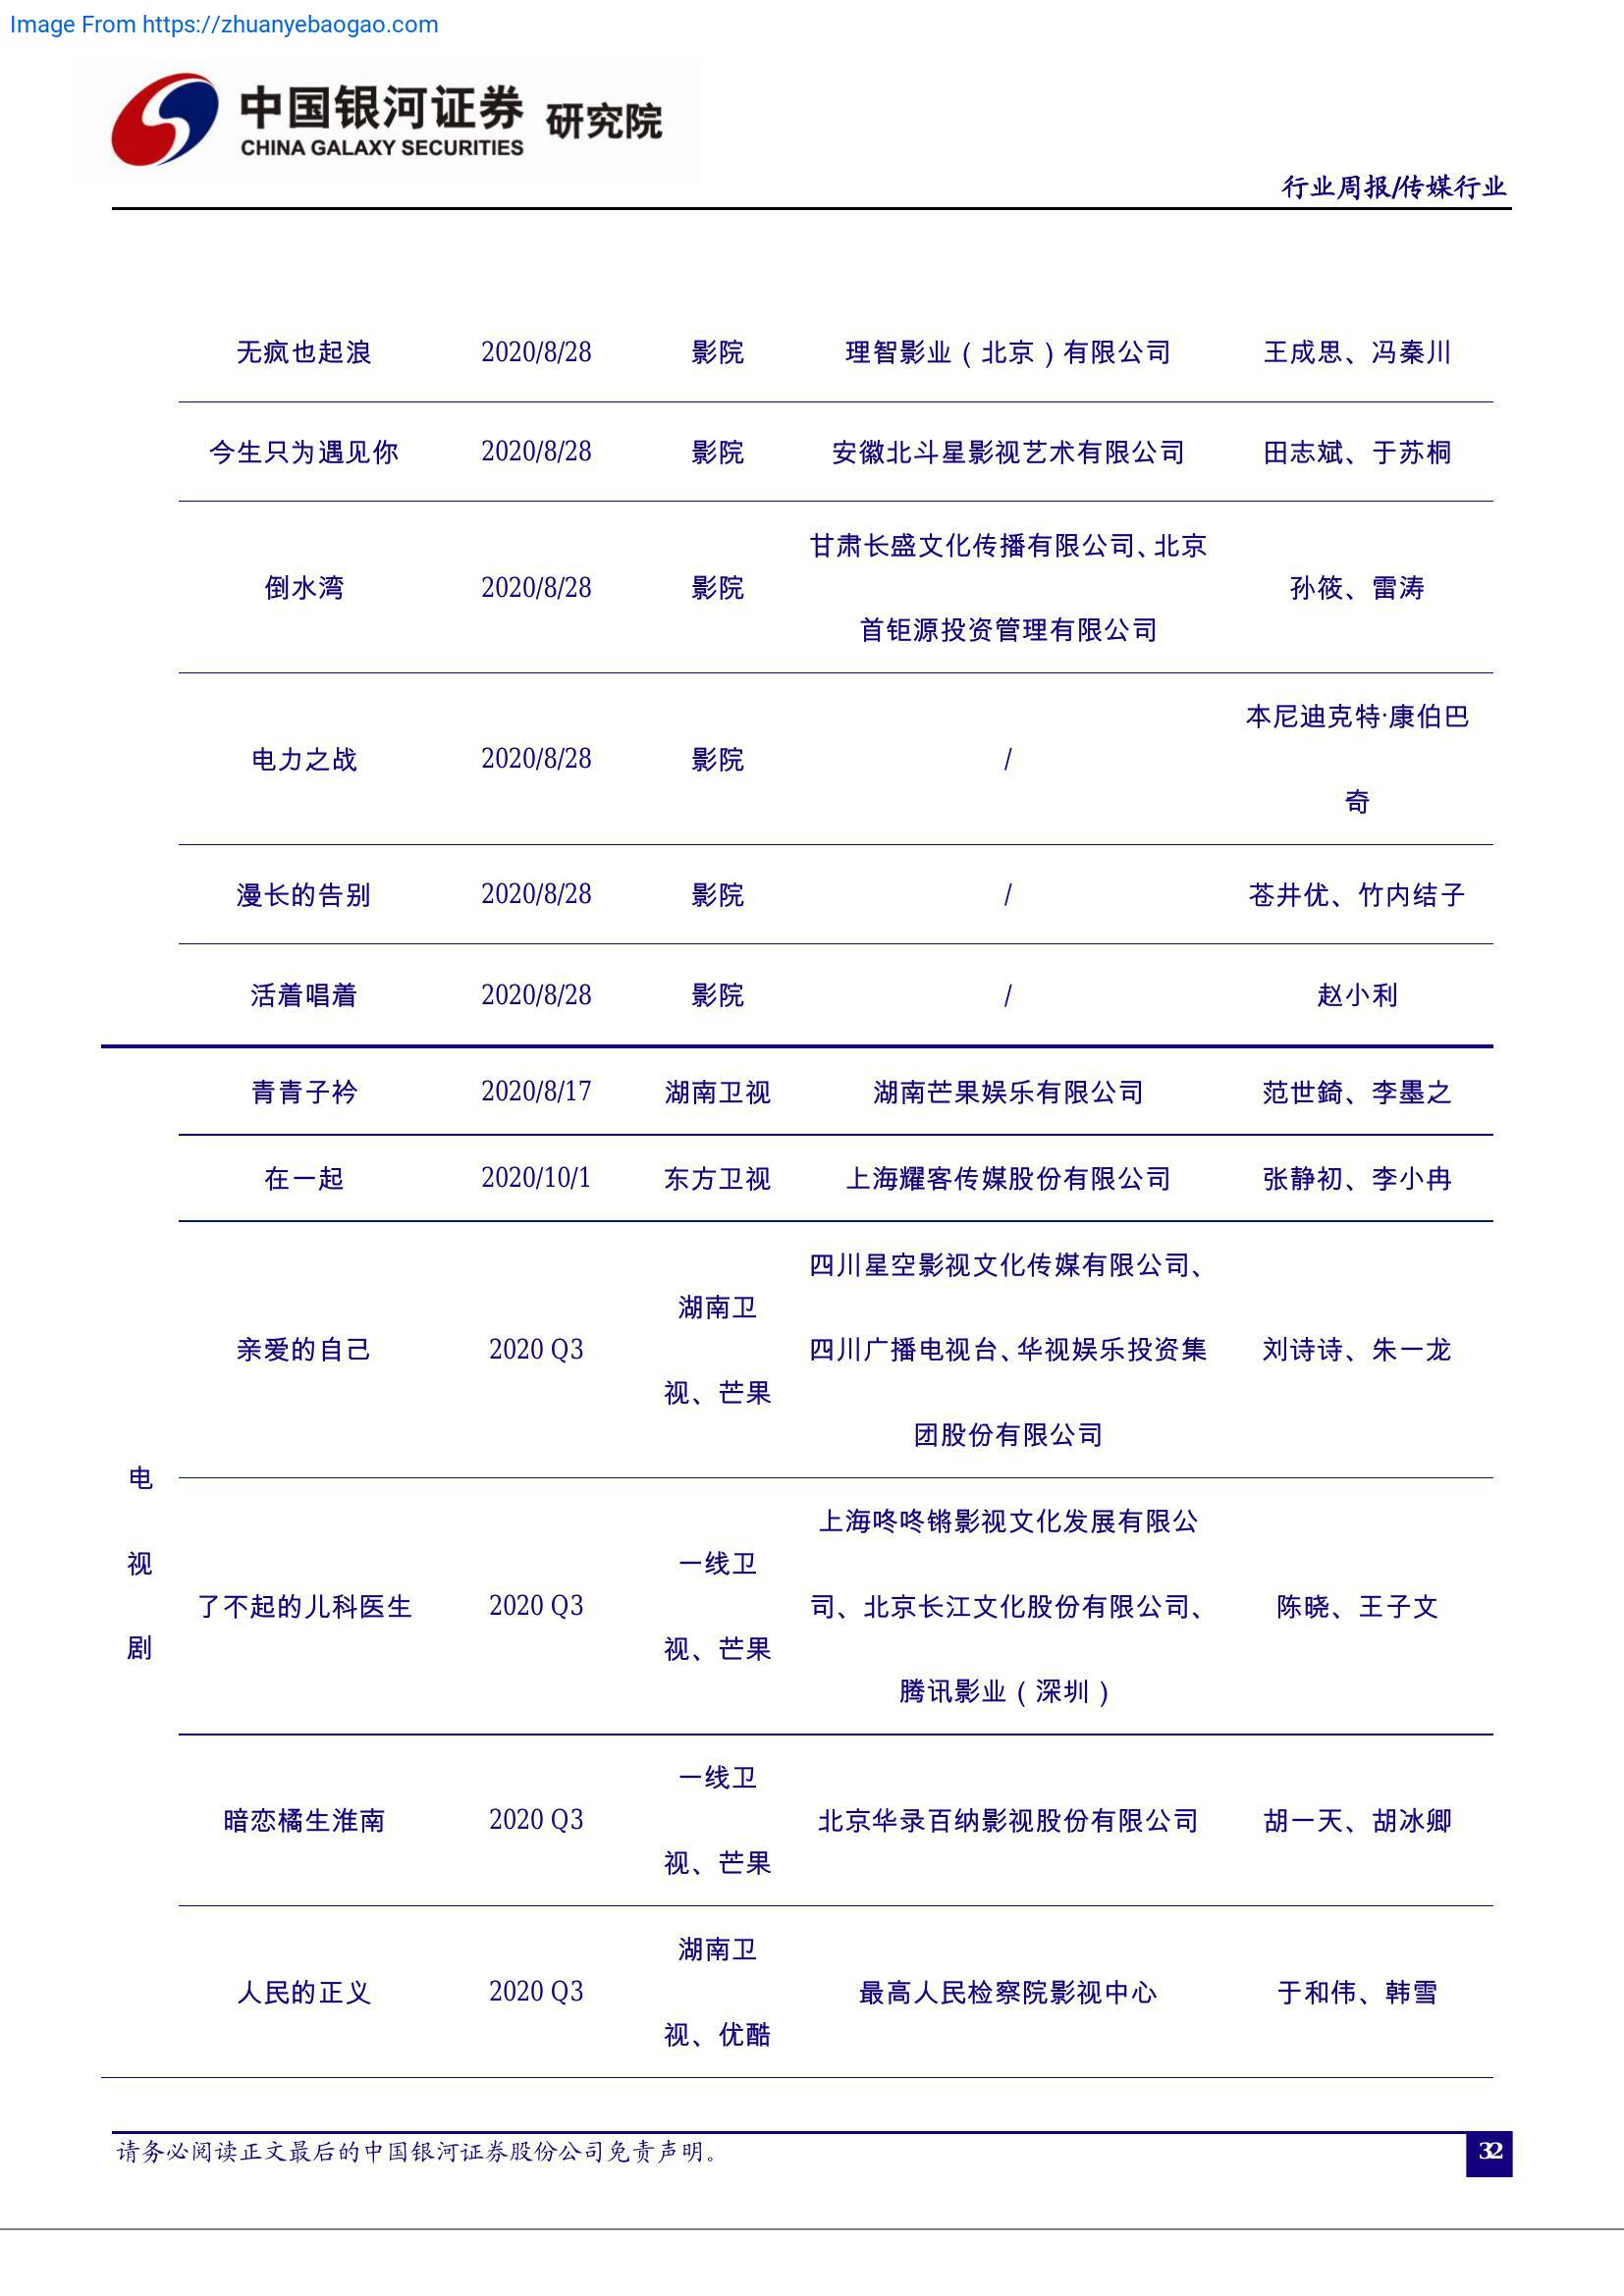 Image From https://zhuanyebaogao.com
中国银河证券 研究院
CHINA GALAXY SECURITIES
行业周报/传媒行业
无疯也起浪 2020/8/28 影院 理智影业（北京）有限公司 王成思、冯秦川
今生只为遇见你 2020/8/28 影院 安徽北斗星影视艺术有限公司 田志斌、于苏桐
甘肃长盛文化传播有限公司、北京
倒水湾 2020/8/28 影院 孙筱、雷涛
首钜源投资管理有限公司
本尼迪克特·康伯巴
电力之战 2020/8/28 影院 /
奇
漫长的告别 2020/8/28 影院 / 苍井优、竹内结子
活着唱着 2020/8/28 影院 / 赵小利
青青子衿 2020/8/17 湖南卫视 湖南芒果娱乐有限公司 范世錡、李墨之
在一起 2020/10/1 东方卫视 上海耀客传媒股份有限公司 张静初、李小冉
四川星空影视文化传媒有限公司、
湖南卫
亲爱的自己 2020 Q3 四川广播电视台、华视娱乐投资集 刘诗诗、朱一龙
视、芒果
团股份有限公司
电
上海咚咚锵影视文化发展有限公
一线卫
视
了不起的儿科医生 2020 Q3 司、北京长江文化股份有限公司、 陈晓、王子文
视、芒果
剧
腾讯影业（深圳）
一线卫
暗恋橘生淮南 2020 Q3 北京华录百纳影视股份有限公司 胡一天、胡冰卿
视、芒果
湖南卫
人民的正义 2020 Q3 最高人民检察院影视中心 于和伟、韩雪
视、优酷
请务必阅读正文最后的中国银河证券股份公司免责声明。
32